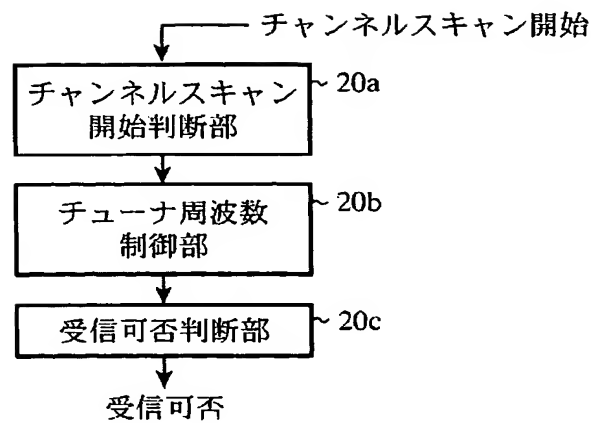 チャンネルスキャン開始
チャンネルスキャン
開始判断部
20a
チューナ周波数
制御部
20b
受信可否判断部
20c
受信可否